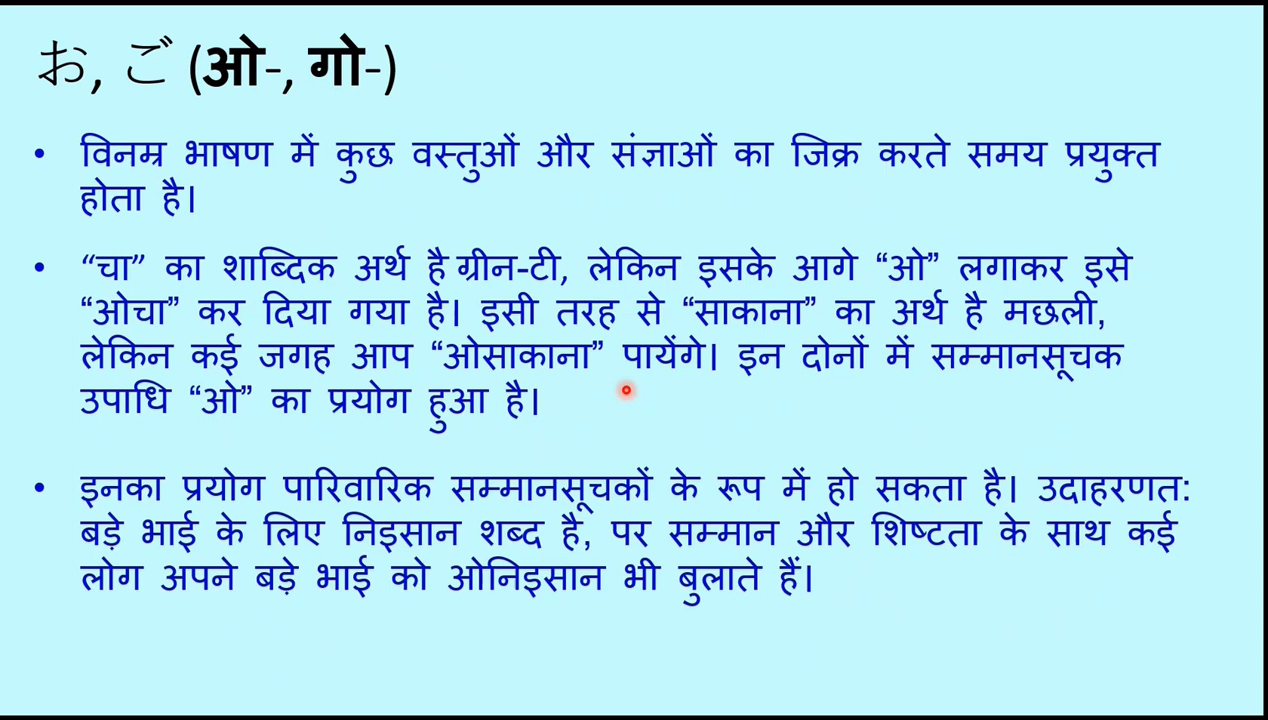 お, ご (ओ-, गो-)
• विनम्र भाषण में कुछ वस्तुओं और संज्ञाओं का जिक्र करते समय प्रयुक्त
होता है।
• “चा” का शाब्दिक अर्थ है ग्रीन-टी, लेकिन इसके आगे “ओ” लगाकर इसे
“ओचा” कर दिया गया है। इसी तरह से “साकाना” का अर्थ है मछली,
लेकिन कई जगह आप “ओसाकाना” पायेंगे। इन दोनों में सम्मानसूचक
उपाधि “ओ” का प्रयोग हुआ है।
• इनका प्रयोग पारिवारिक सम्मानसूचकों के रूप में हो सकता है। उदाहरणत:
बड़े भाई के लिए निइसान शब्द है, पर सम्मान और शिष्टता के साथ कई
लोग अपने बड़े भाई को ओनिइसान भी बुलाते हैं।